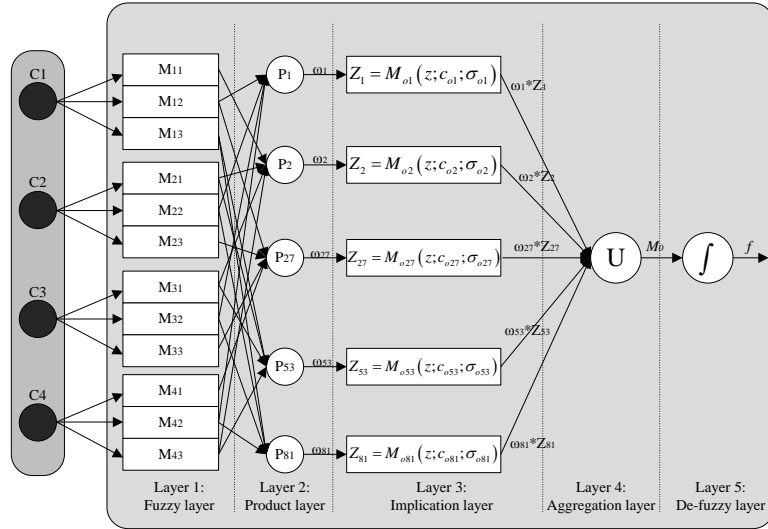 C1
C2
C3
C4
M11
M12
M13
M21
M22
M23
M31
M32
M33
M41
M42
M43
P1
P2
P27
P53
P81
ω1
ω2
ω27
ω53
ω81
Z1 = Mo1(z;co1;σo1)
Z2 = Mo2(z;co2;σo2)
Z27 = Mo27(z;co27;σo27)
Z53 = Mo53(z;co53;σo53)
Z81 = Mo81(z;co81;σo81)
ω1*Z1
ω2*Z2
ω27*Z27
ω53*Z53
ω81*Z81
U
M0
∫
f
Layer 1:
Fuzzy layer
Layer 2:
Product layer
Layer 3:
Implication layer
Layer 4:
Aggregation layer
Layer 5:
De-fuzzy layer